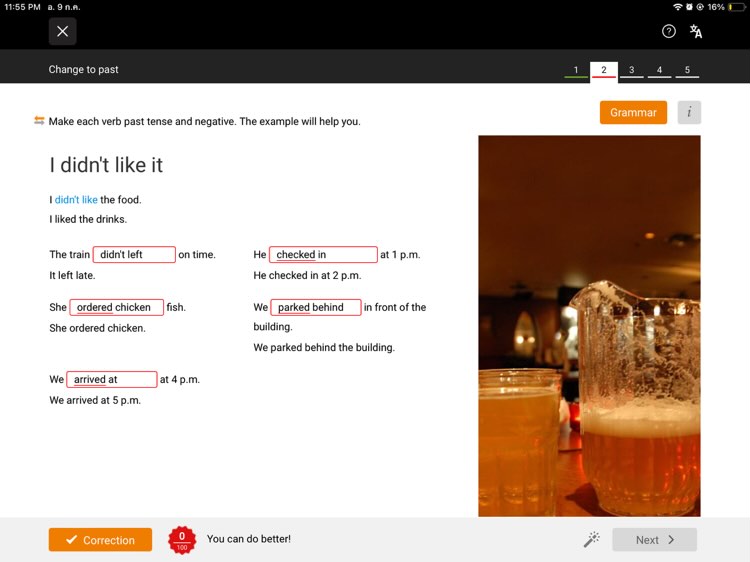 11:55 PM อ. 9 ก.ค. 16%
Change to past 1 2 3 4 5
Make each verb past tense and negative. The example will help you.
Grammar i
I didn't like it
I didn't like the food.
I liked the drinks.
The train didn't left on time.
It left late.
He checked in at 1 p.m.
He checked in at 2 p.m.
She ordered chicken fish.
She ordered chicken.
We parked behind in front of the
building.
We parked behind the building.
We arrived at at 4 p.m.
We arrived at 5 p.m.
Correction 0/100 You can do better! Next